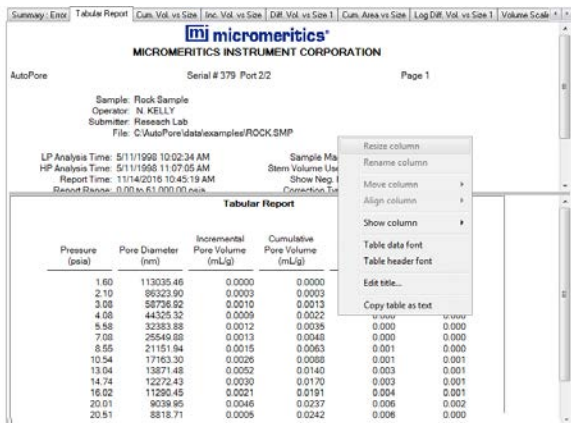 Summary : Error Tabular Report Cum. Vol. vs Size Inc. Vol. vs Size Diff. Vol. vs Size 1 Cum. Area vs Size Log Diff. Vol. vs Size 1 Volume Scale
mi micromeritics®
MICROMERITICS INSTRUMENT CORPORATION
AutoPore Serial # 379 Port 2/2 Page 1
Sample: Rock Sample
Operator: N. KELLY
Submitter: Reseach Lab
File: C:\AutoPore\data\examples\ROCK.SMP
LP Analysis Time: 5/11/1998 10:02:34 AM Sample
HP Analysis Time: 5/11/1998 11:07:05 AM Stem Volume
Report Time: 11/14/2016 10:45:19 AM Show Neg.
Report Range: 0.00 to 61,000.00 psia Correction
Resize column
Rename column
Move column
Align column
Show column
Table data font
Table header font
Edit title...
Copy table as text
Tabular Report
Pressure (psia) Pore Diameter (nm) Incremental Pore Volume (mL/g) Cumulative Pore Volume (mL/g)
1.60 113035.46 0.0000 0.0000
2.10 86323.90 0.0003 0.0003
3.08 58736.92 0.0010 0.0013
4.08 44325.32 0.0009 0.0022
5.58 32383.88 0.0012 0.0035 0.000 0.000
7.08 25549.88 0.0013 0.0048 0.000 0.000
8.55 21151.94 0.0015 0.0063 0.001 0.000
10.54 17163.30 0.0026 0.0088 0.001 0.001
13.04 13871.48 0.0052 0.0140 0.003 0.001
14.74 12272.43 0.0030 0.0170 0.003 0.001
16.02 11290.45 0.0021 0.0191 0.004 0.001
20.01 9039.95 0.0046 0.0237 0.006 0.002
20.51 8818.71 0.0005 0.0242 0.006 0.000